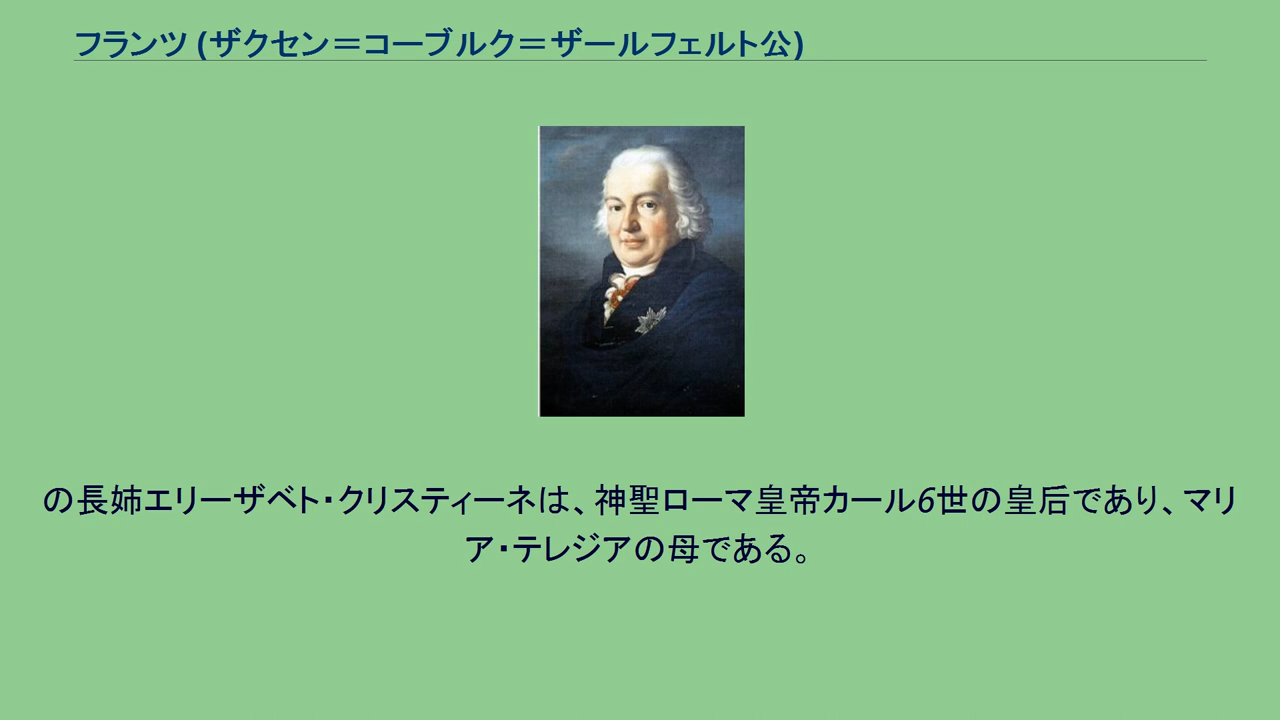 フランツ (ザクセン＝コーブルク＝ザールフェルト公)
の長姉エリーザベト・クリスティーネは、神聖ローマ皇帝カール6世の皇后であり、マリ
ア・テレジアの母である。